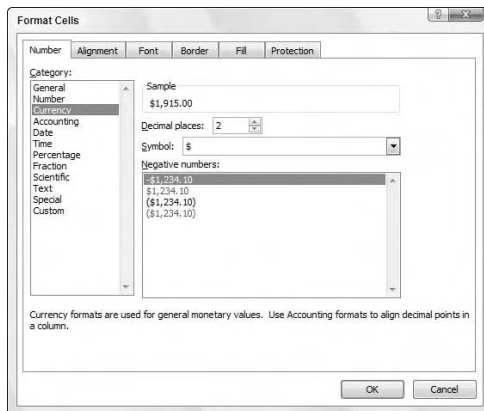 Format Cells
Number
Alignment
Font
Border
Fill
Protection
Category:
General
Number
Currency
Accounting
Date
Time
Percentage
Fraction
Scientific
Text
Special
Custom
Sample
$1,915.00
Decimal places: 2
Symbol: $
Negative numbers:
-$1,234.10
$1,234.10
($1,234.10)
($1,234.10)
Currency formats are used for general monetary values. Use Accounting formats to align decimal points in
a column.
OK
Cancel